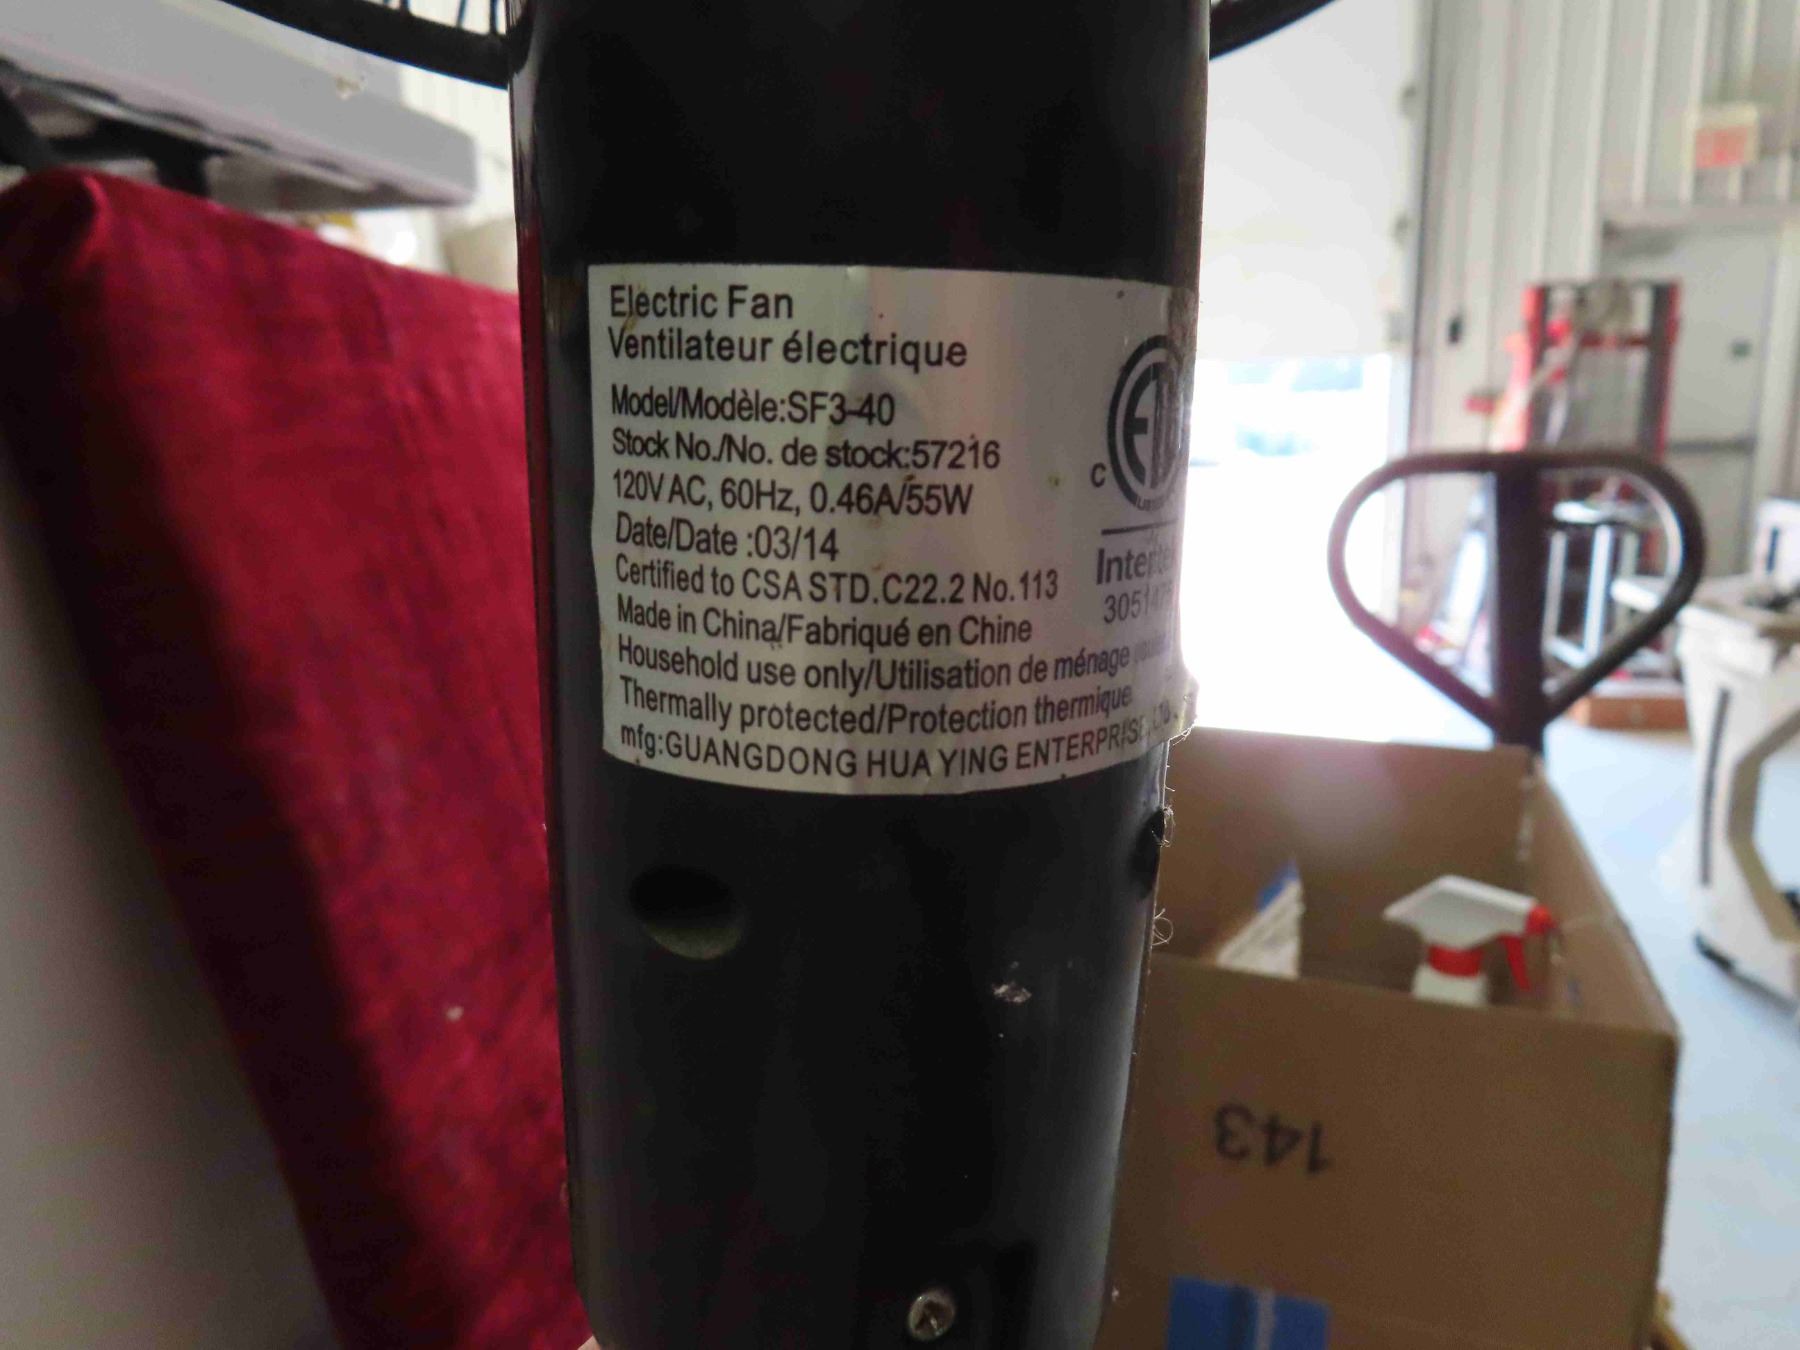 Electric Fan
Ventilateur électrique
Model/Modèle:SF3-40
Stock No./No. de stock:57216
120V AC, 60Hz, 0.46A/55W
Date/Date :03/14
Certified to CSA STD.C22.2 No.113
Made in China/Fabriqué en Chine
Household use only/Utilisation de ménage
Thermally protected/Protection thermique
mfg:GUANGDONG HUA YING ENTERPRISE
C
Intertek
143